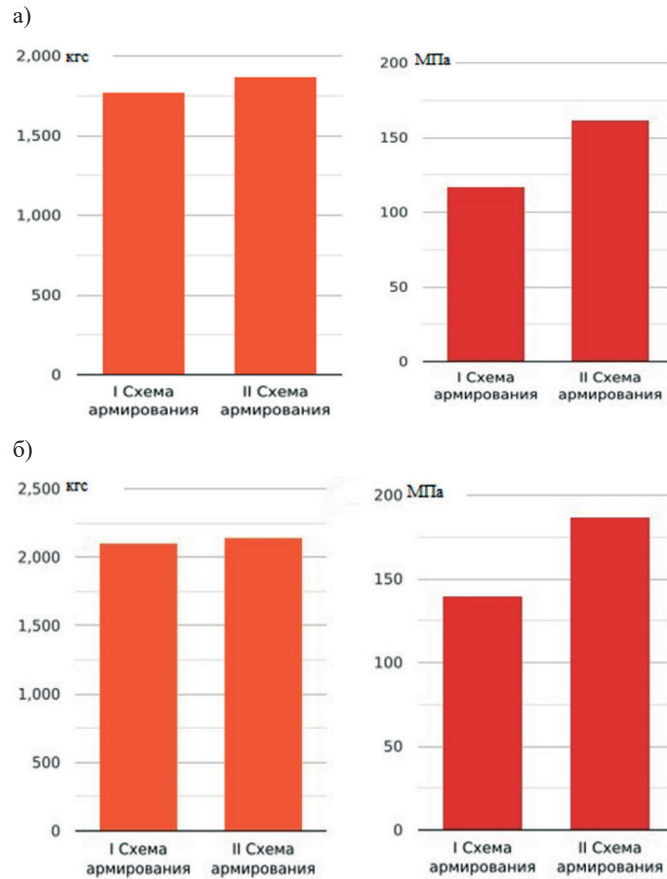 а)
2,000 кгс
1,500
1,000
500
0
I Схема
армирования
II Схема
армирования
200 МПа
150
100
50
0
I Схема
армирования
II Схема
армирования
б)
2,500 кгс
2,000
1,500
1,000
500
0
I Схема
армирования
II Схема
армирования
200 МПа
150
100
50
0
I Схема
армирования
II Схема
армирования